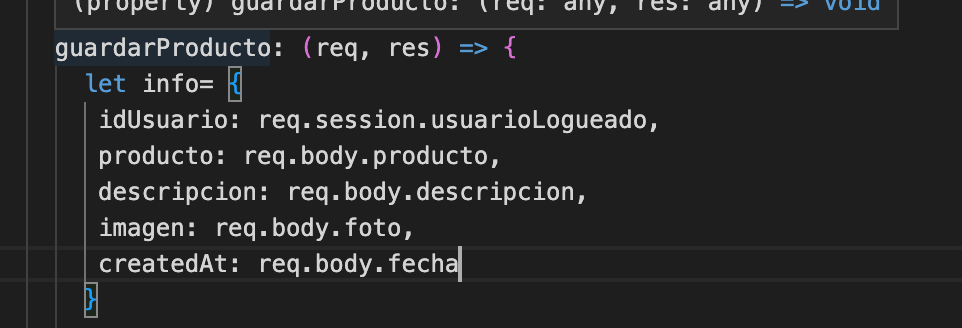 (property) guardarProducto: (req: any, res: any) => void
guardarProducto: (req, res) => {
let info= {
idUsuario: req.session.usuarioLogueado,
producto: req.body.producto,
descripcion: req.body.descripcion,
imagen: req.body.foto,
createdAt: req.body.fecha
}